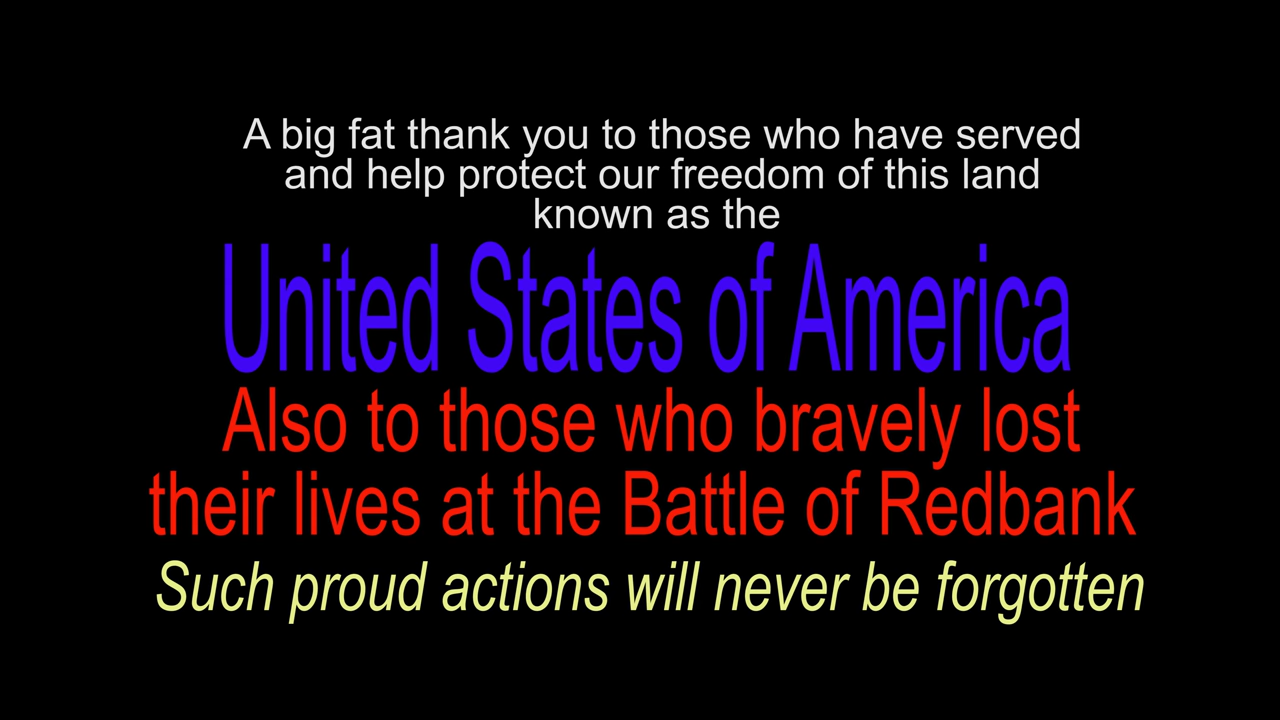 A big fat thank you to those who have served
and help protect our freedom of this land
known as the
United States of America
Also to those who bravely lost
their lives at the Battle of Redbank
Such proud actions will never be forgotten